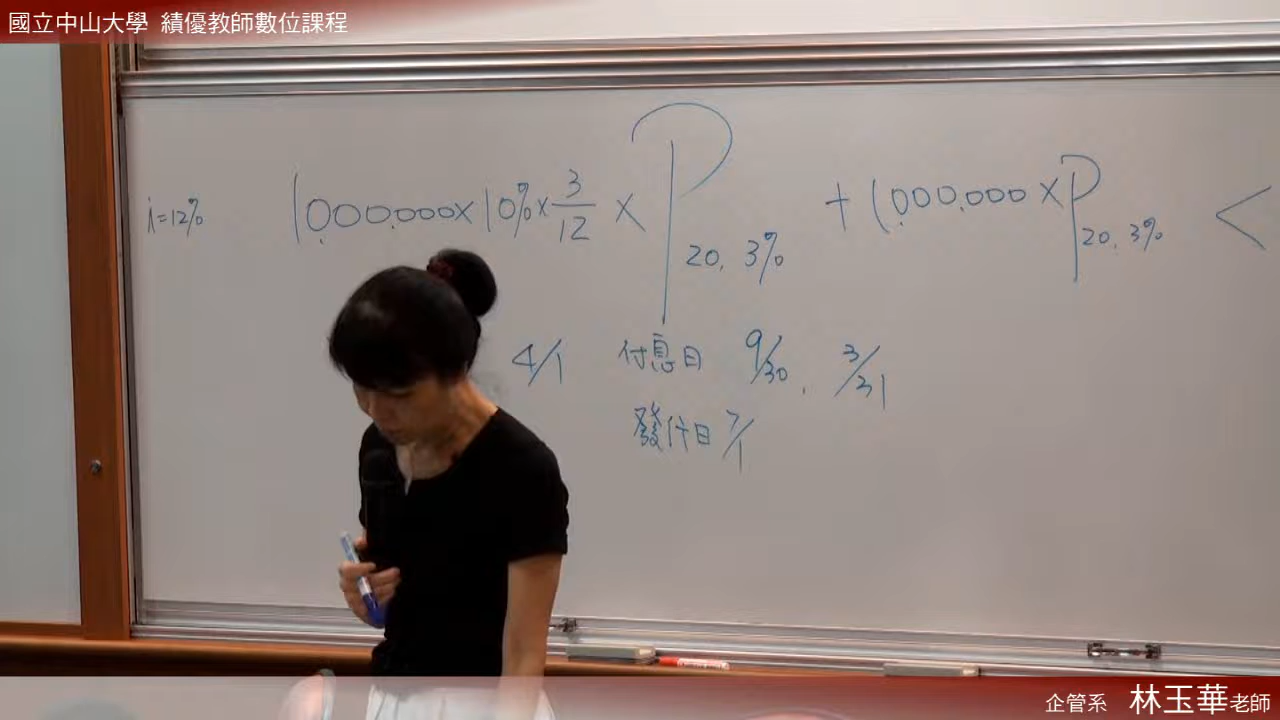 國立中山大學 績優教師數位課程
i=12% 1,000,000×10%×3/12 × P 20, 3% + 1,000,000 × P 20, 3% <
4/1 付息日 9/30, 3/31
發行日 7/1
企管系 林玉華老師